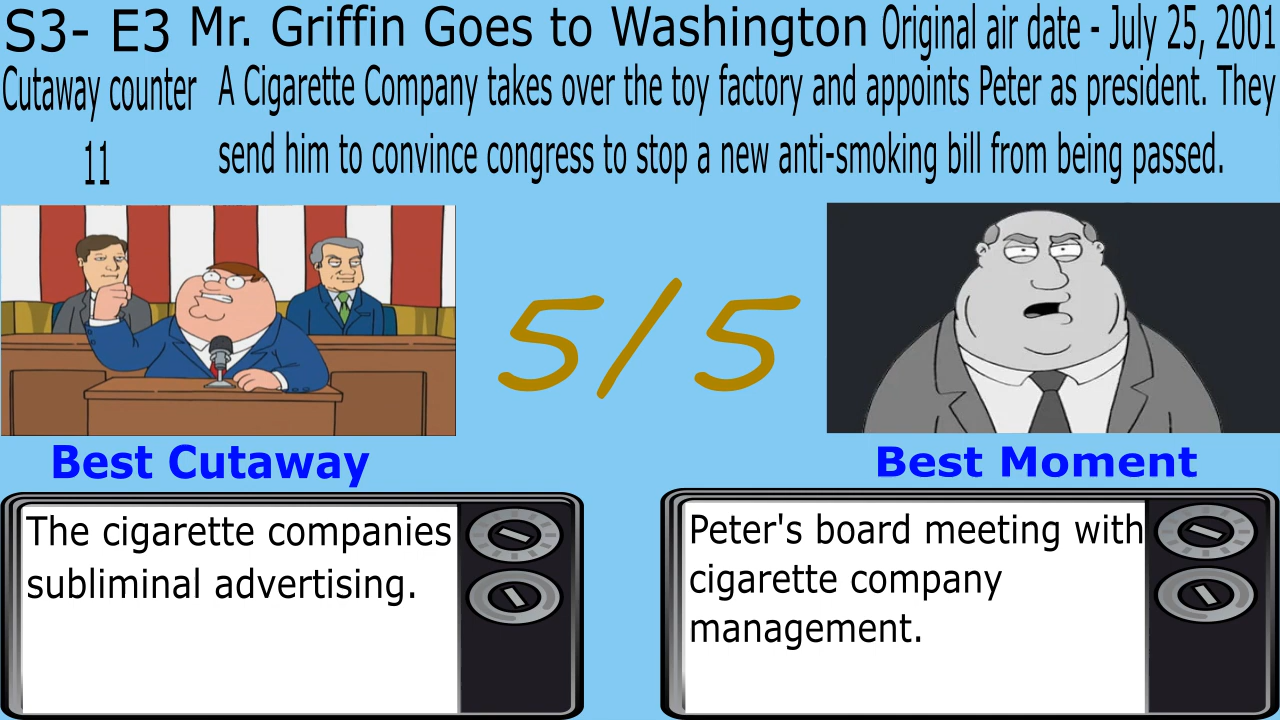 S3- E3 Mr. Griffin Goes to Washington Original air date - July 25, 2001
Cutaway counter
11
A Cigarette Company takes over the toy factory and appoints Peter as president. They
send him to convince congress to stop a new anti-smoking bill from being passed.
5/5
Best Cutaway
The cigarette companies
subliminal advertising.
Best Moment
Peter's board meeting with
cigarette company
management.